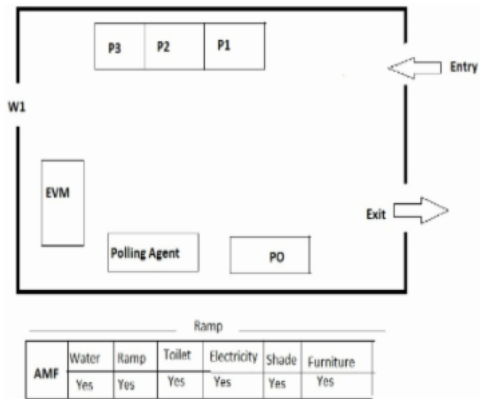 P3 P2 P1
Entry
W1
EVM
Exit
Polling Agent
PO
Ramp
AMF Water Ramp Toilet Electricity Shade Furniture
Yes Yes Yes Yes Yes Yes